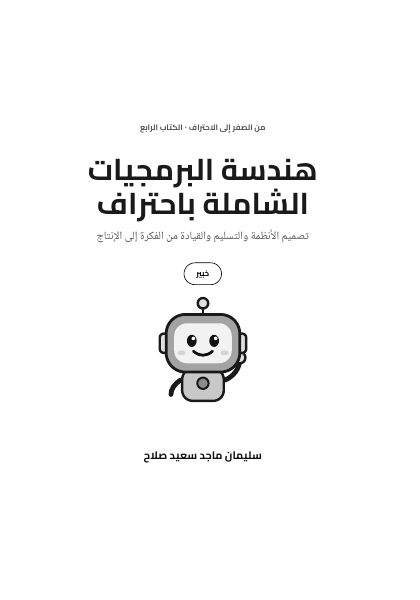 من الصفر إلى الاحتراف · الكتاب الرابع
هندسة البرمجيات
الشاملة باحتراف
تصميم الأنظمة والتسليم والقيادة من الفكرة إلى الإنتاج
خبير
سليمان ماجد سعيد صلاح